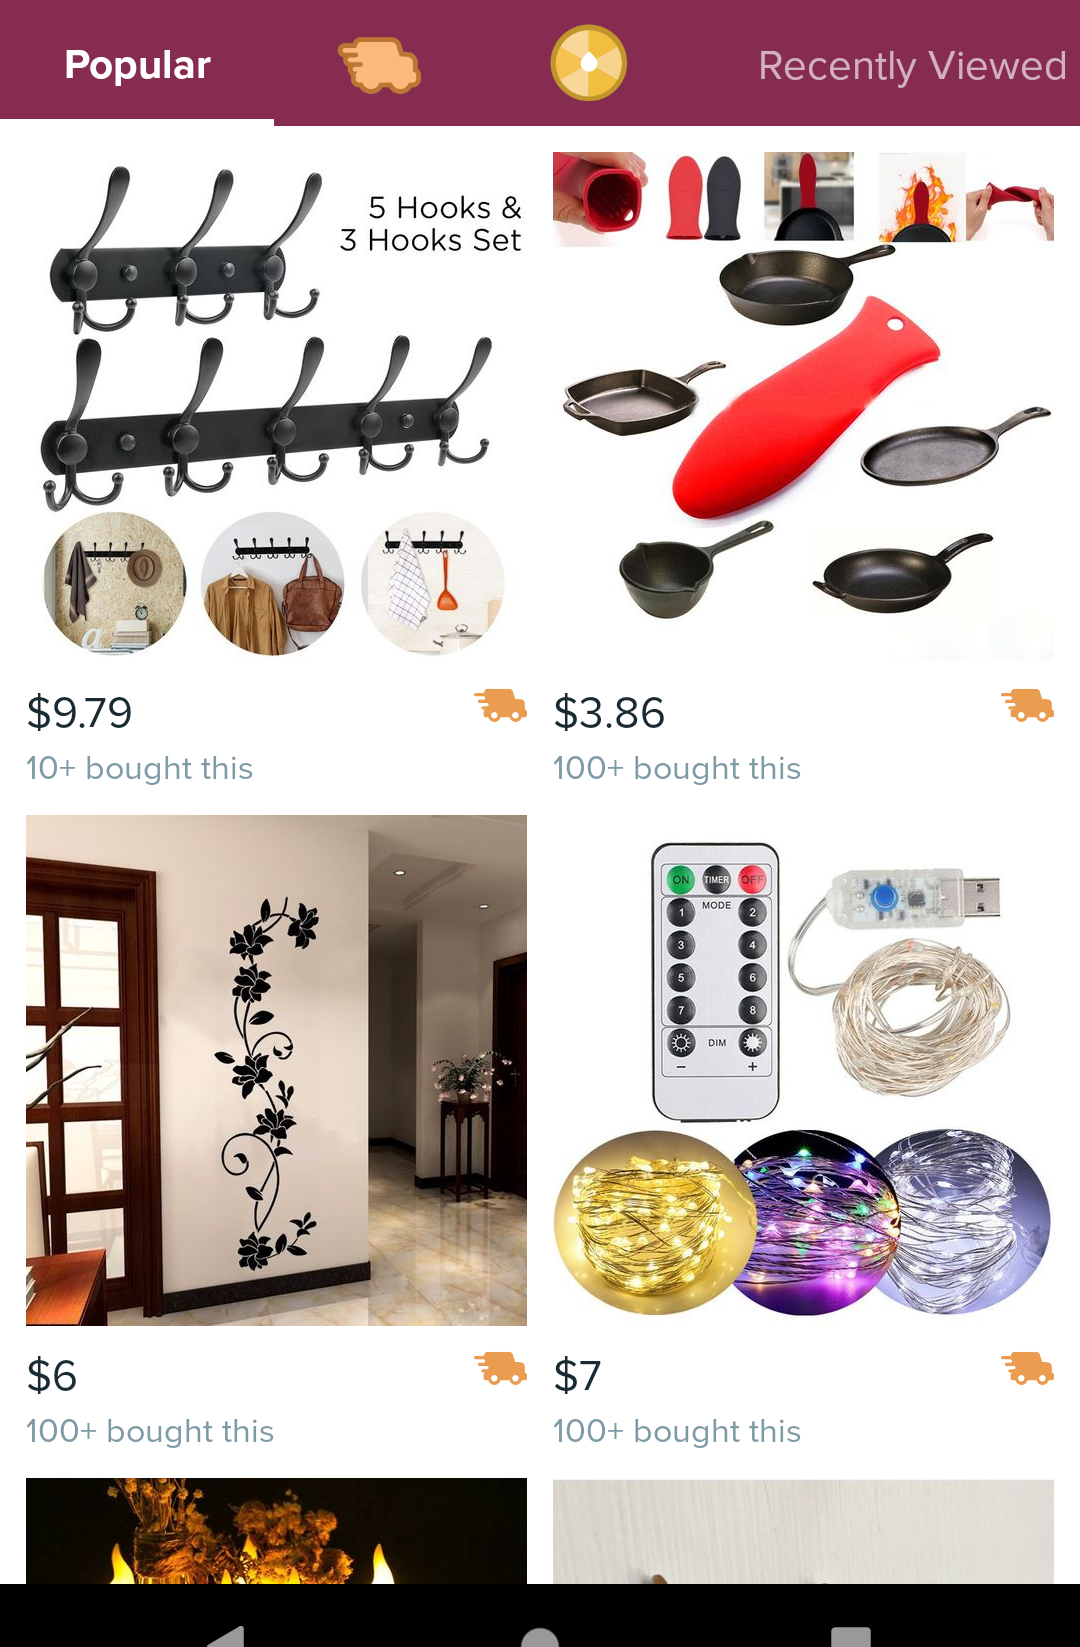 Popular
Recently Viewed
5 Hooks &
3 Hooks Set
$9.79
10+ bought this
$3.86
100+ bought this
a
ON TIMER OFF
MODE
1 2
3 4
5 6
7 8
DIM
− +
$6
100+ bought this
$7
100+ bought this